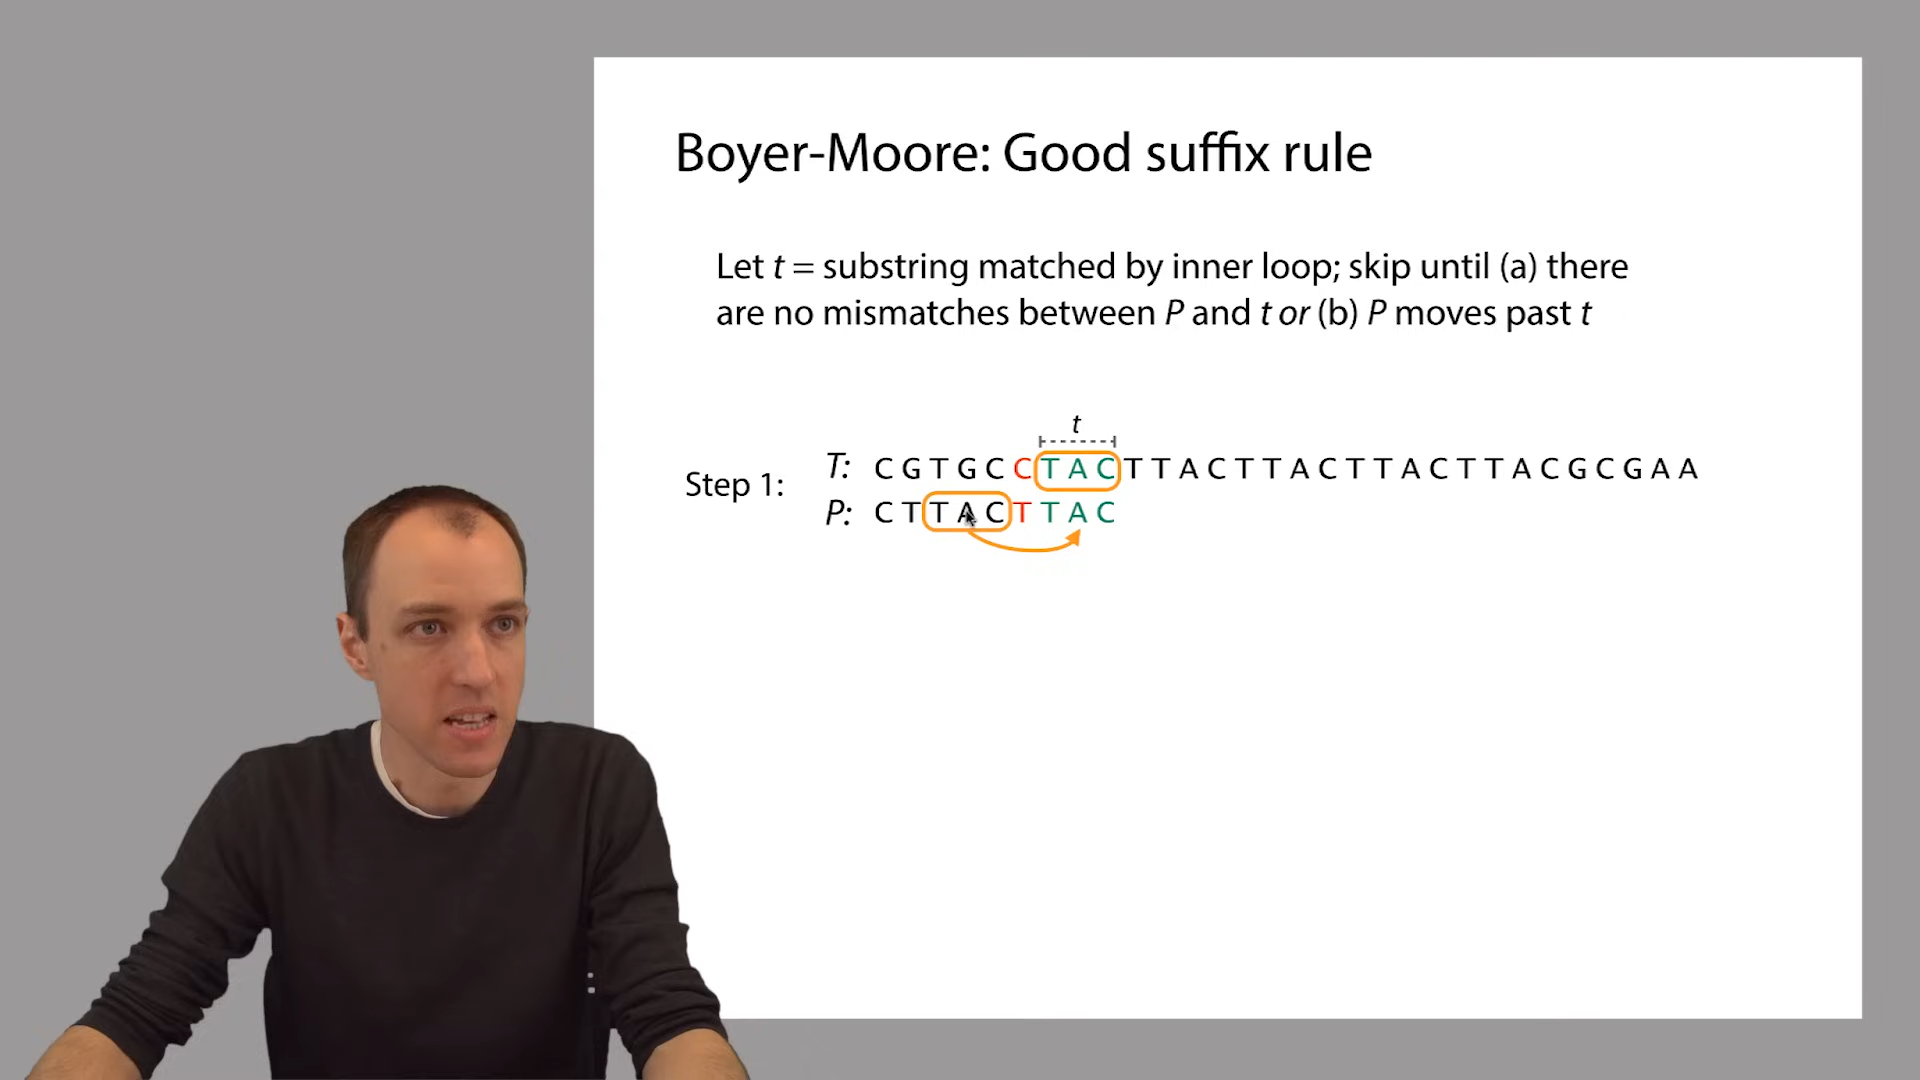 Boyer-Moore: Good suffix rule
Let t = substring matched by inner loop; skip until (a) there
are no mismatches between P and t or (b) P moves past t
t
Step 1:
T: C G T G C C T A C T T A C T T A C T T A C T T A C G C G A A
P: C T T A C T T A C